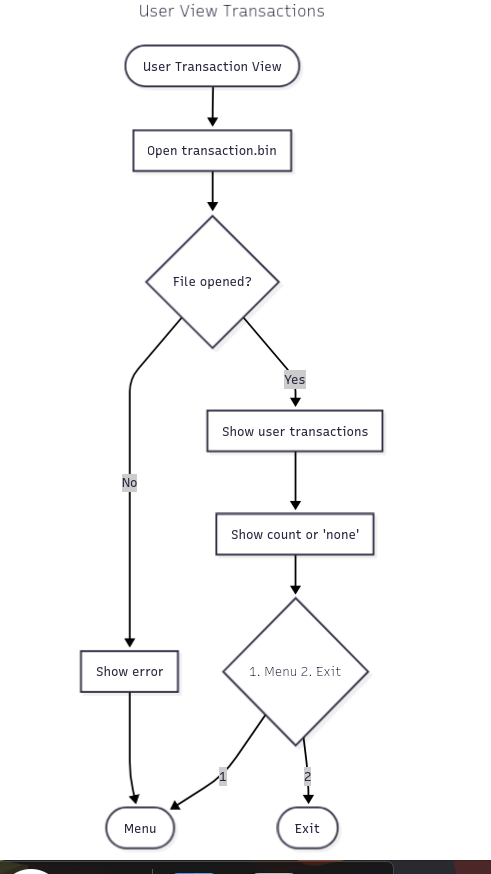 User View Transactions
User Transaction View
Open transaction.bin
File opened?
Yes
Show user transactions
No
Show count or 'none'
Show error
1. Menu 2. Exit
1
2
Menu
Exit